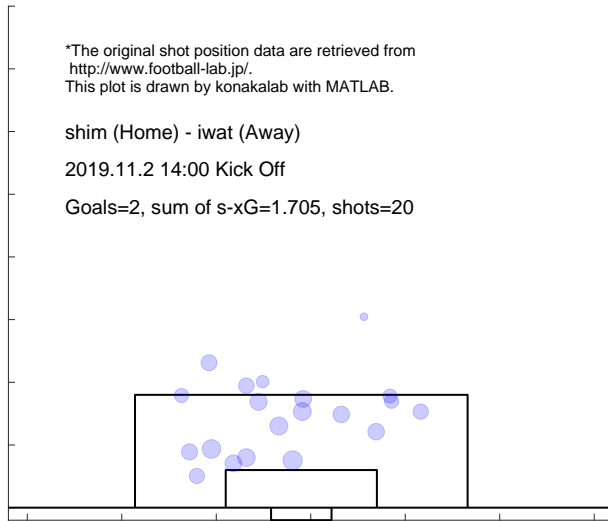 *The original shot position data are retrieved from
http://www.football-lab.jp/.
This plot is drawn by konakalab with MATLAB.
shim (Home) - iwat (Away)
2019.11.2 14:00 Kick Off
Goals=2, sum of s-xG=1.705, shots=20